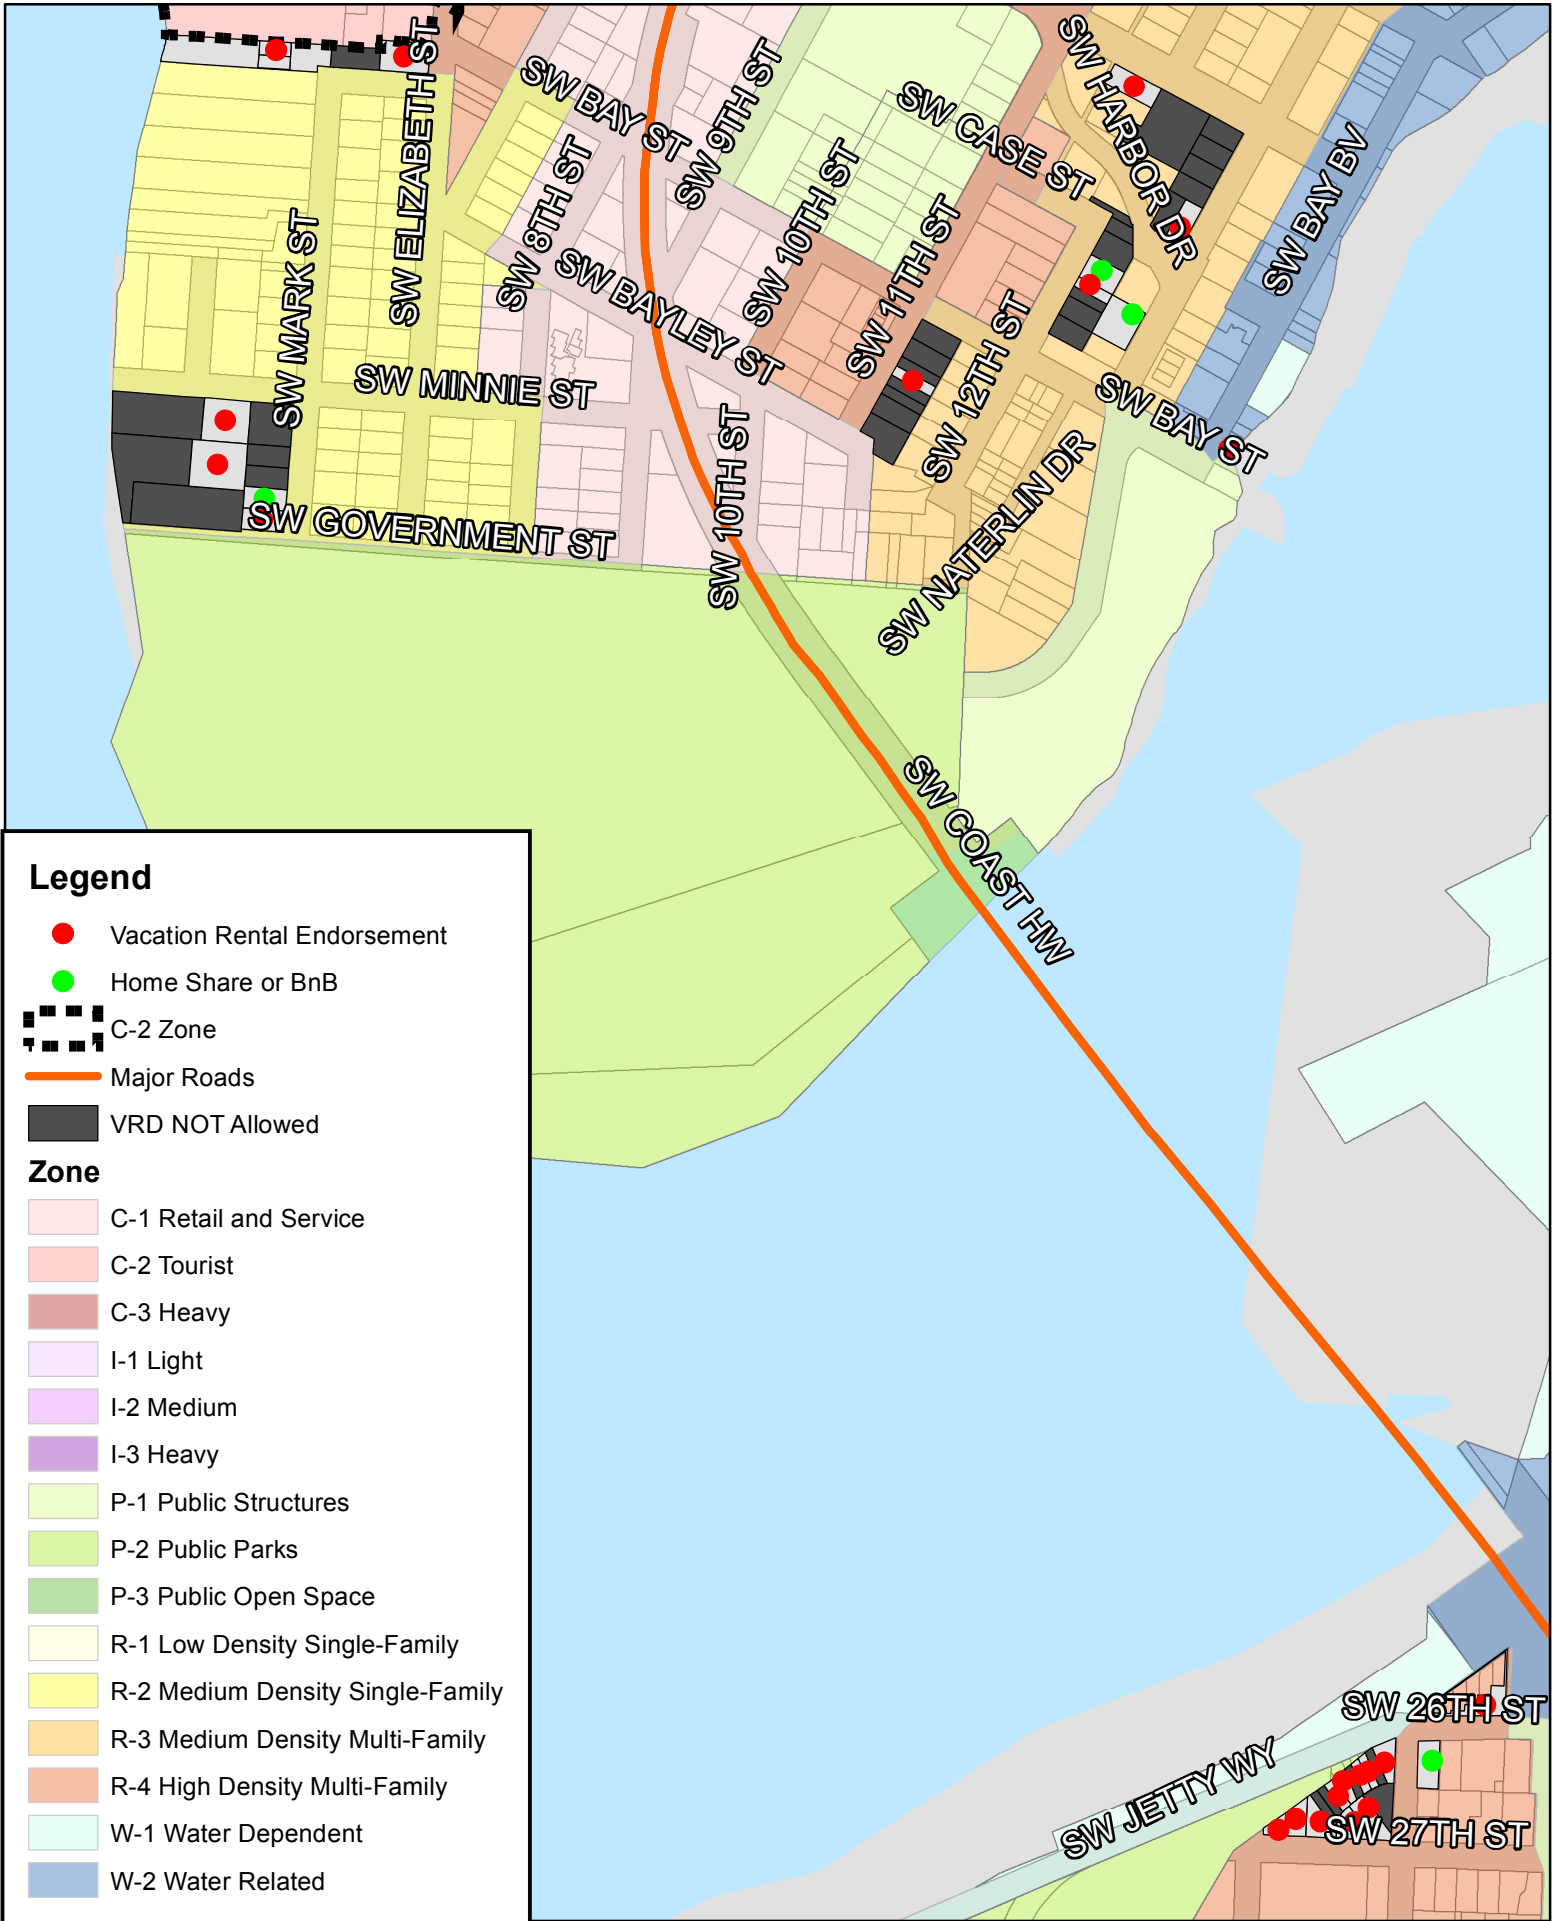 SW ELIZABETH ST
SW BAY ST
SW 9TH ST
SW CASE ST
SW HARBOR DR
SW BAY BV
SW 8TH ST
SW 10TH ST
SW 11TH ST
SW MARK ST
SW BAYLEY ST
SW 12TH ST
SW MINNIE ST
SW BAY ST
SW 10TH ST
SW NATERLIN DR
SW GOVERNMENT ST
SW COAST HW
Legend
Vacation Rental Endorsement
Home Share or BnB
C-2 Zone
Major Roads
VRD NOT Allowed
Zone
C-1 Retail and Service
C-2 Tourist
C-3 Heavy
I-1 Light
I-2 Medium
I-3 Heavy
P-1 Public Structures
P-2 Public Parks
P-3 Public Open Space
R-1 Low Density Single-Family
R-2 Medium Density Single-Family
R-3 Medium Density Multi-Family
R-4 High Density Multi-Family
W-1 Water Dependent
W-2 Water Related
SW 26TH ST
SW JETTY WY
SW 27TH ST